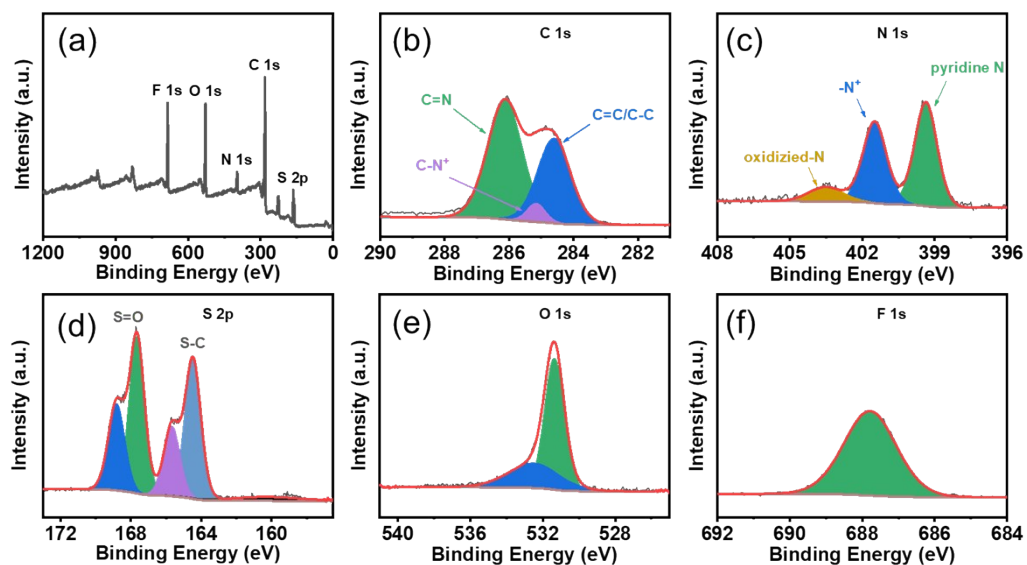 (a)
F 1s
O 1s
N 1s
C 1s
S 2p
Intensity (a.u.)
1200 900 600 300 0
Binding Energy (eV)
(b)
C 1s
C=N
C=C/C-C
C-N⁺
Intensity (a.u.)
290 288 286 284 282
Binding Energy (eV)
(c)
N 1s
pyridine N
-N⁺
oxidizied-N
Intensity (a.u.)
408 405 402 399 396
Binding Energy (eV)
(d)
S 2p
S=O
S-C
Intensity (a.u.)
172 168 164 160
Binding Energy (eV)
(e)
O 1s
Intensity (a.u.)
540 536 532 528
Binding Energy (eV)
(f)
F 1s
Intensity (a.u.)
692 690 688 686 684
Binding Energy (eV)